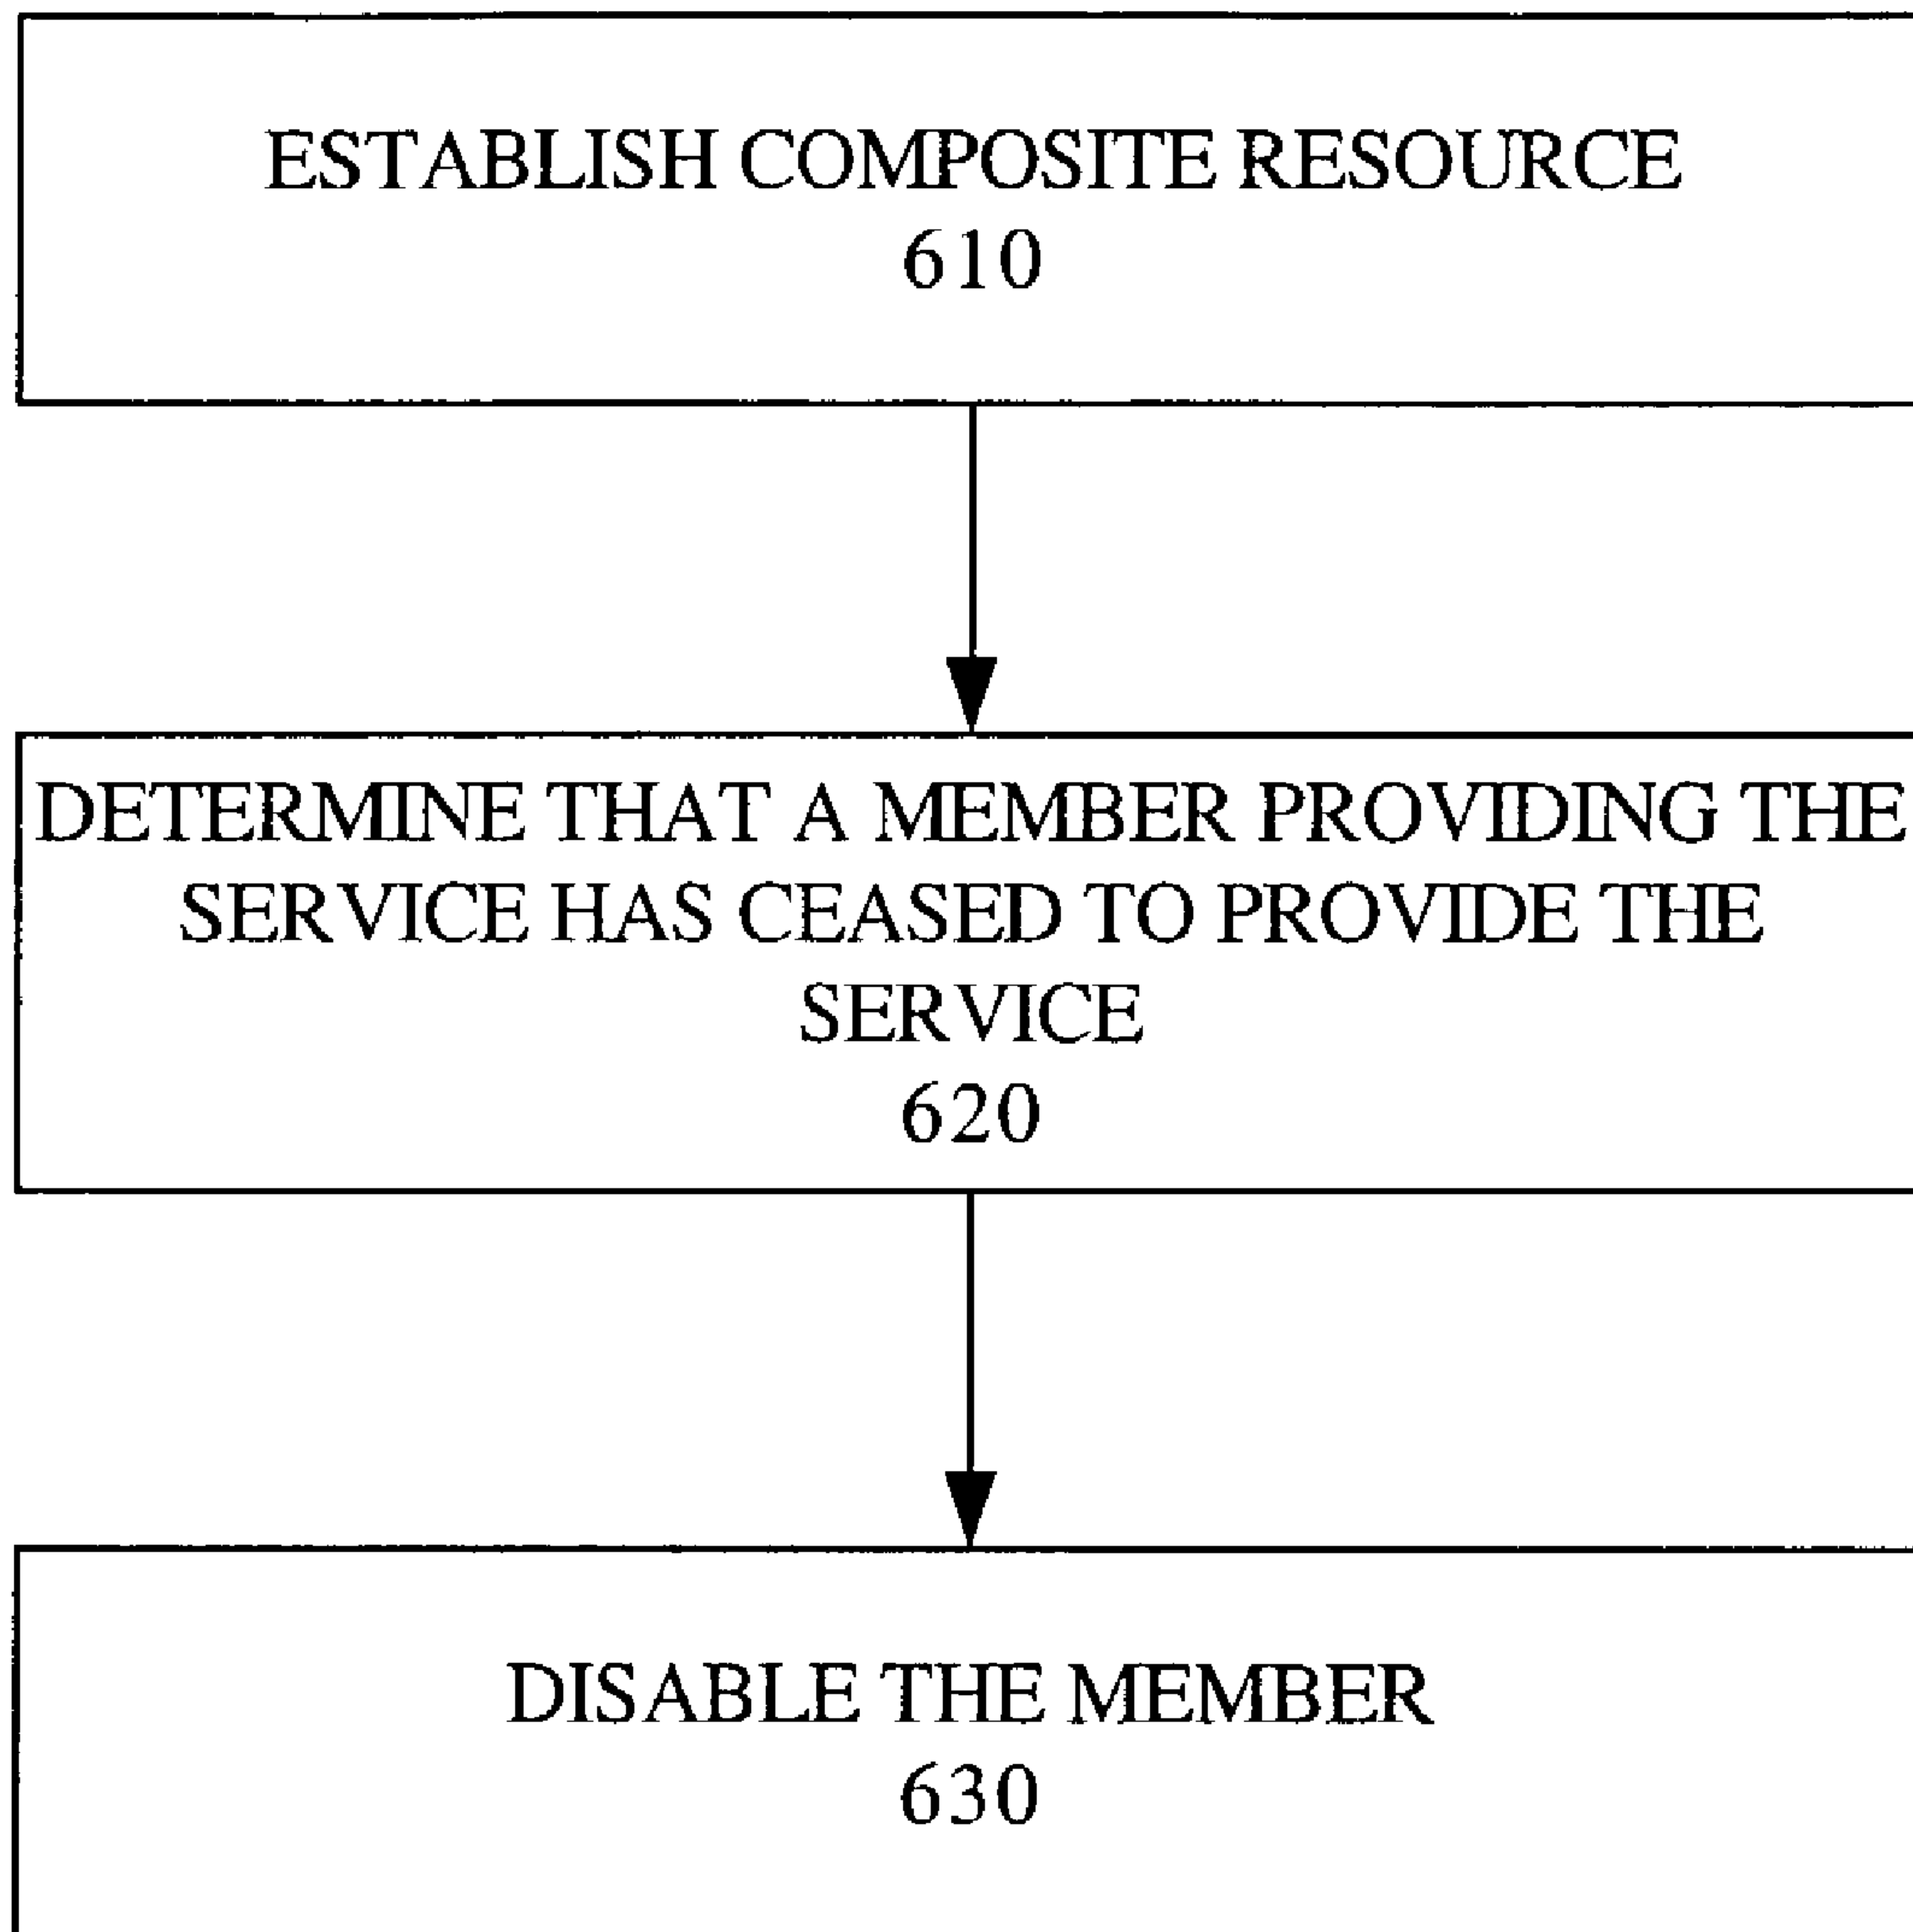 ESTABLISH COMPOSITE RESOURCE
610
DETERMINE THAT A MEMBER PROVIDING THE
SERVICE HAS CEASED TO PROVIDE THE
SERVICE
620
DISABLE THE MEMBER
630